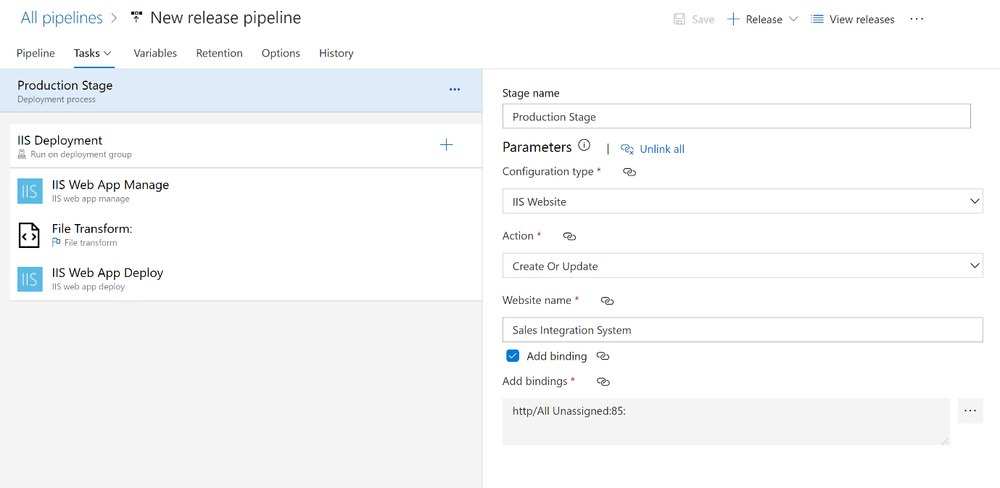 All pipelines > New release pipeline
Save + Release View releases ...
Pipeline Tasks Variables Retention Options History
Production Stage
Deployment process
...
IIS Deployment
Run on deployment group
+
IIS IIS Web App Manage
IIS web app manage
File Transform:
File transform
IIS IIS Web App Deploy
IIS web app deploy
Stage name
Production Stage
Parameters | Unlink all
Configuration type *
IIS Website
Action *
Create Or Update
Website name *
Sales Integration System
Add binding
Add bindings *
http/All Unassigned:85:
...